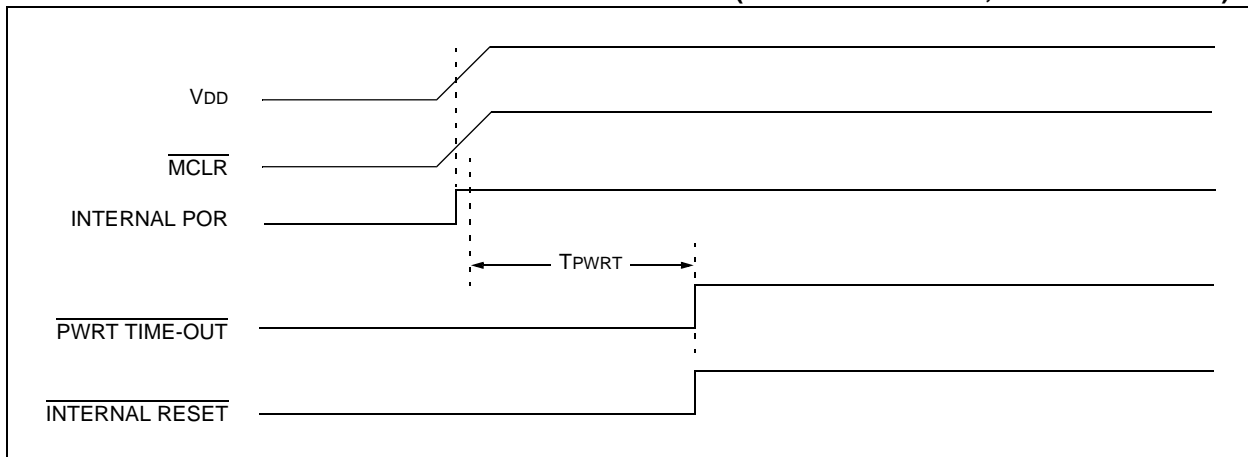 VDD
MCLR
INTERNAL POR
TPWRT
PWRT TIME-OUT
INTERNAL RESET